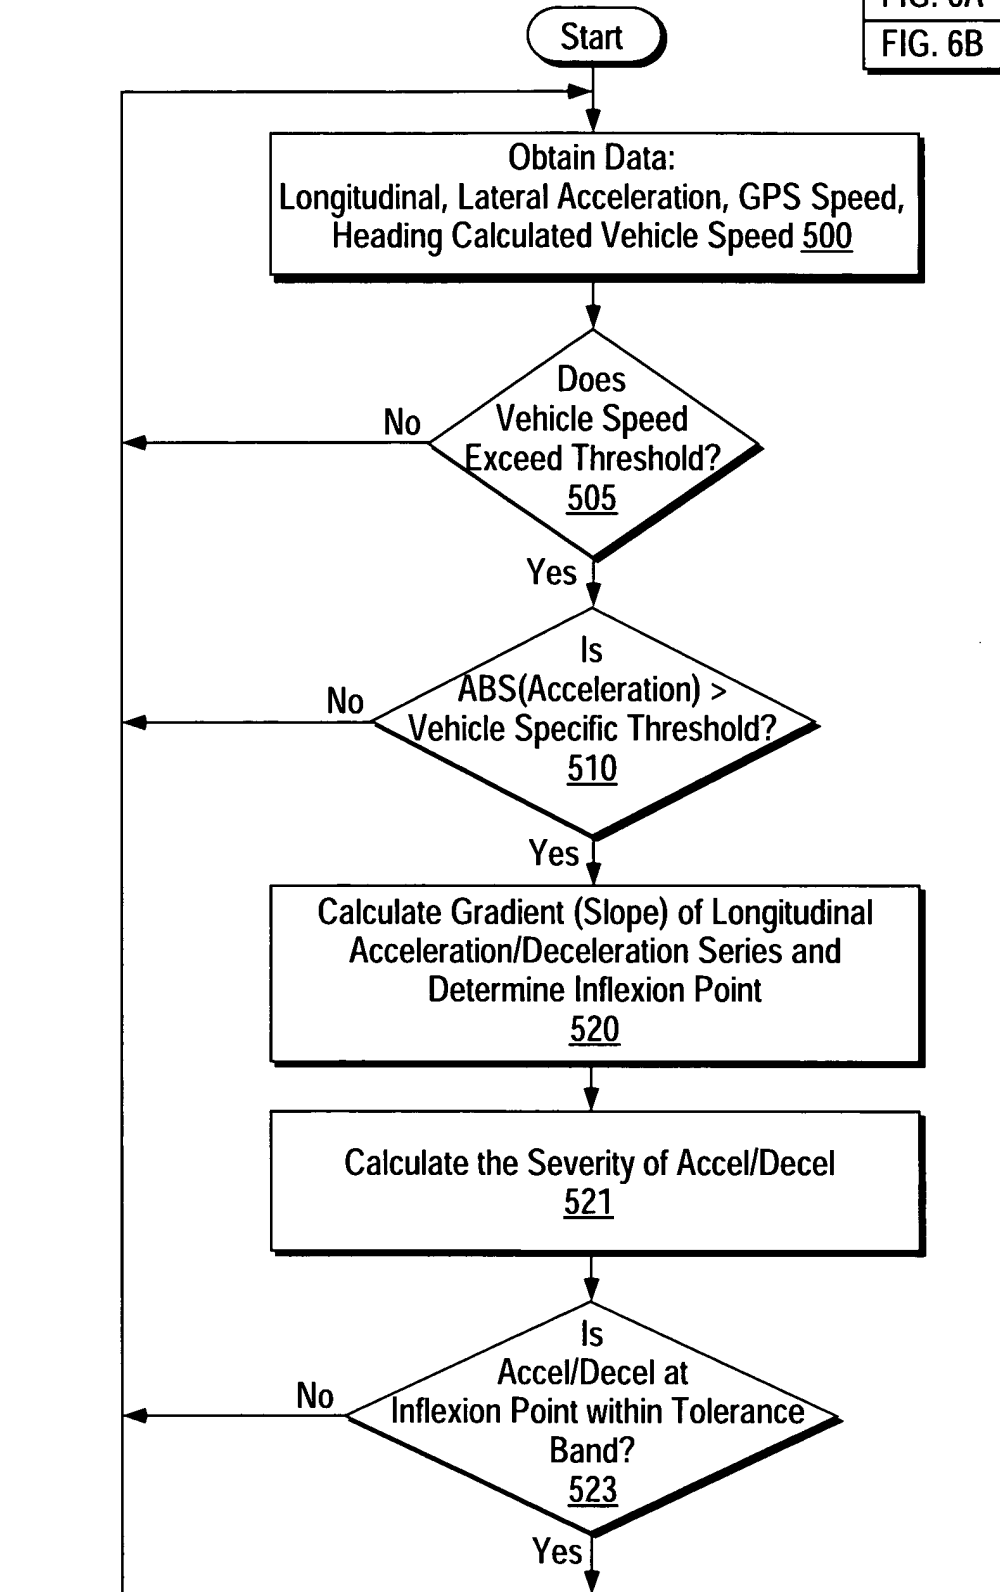 FIG. 6A
FIG. 6B
Start
Obtain Data:
Longitudinal, Lateral Acceleration, GPS Speed,
Heading Calculated Vehicle Speed 500
Does
Vehicle Speed
Exceed Threshold?
505
No
Yes
Is
ABS(Acceleration) >
Vehicle Specific Threshold?
510
No
Yes
Calculate Gradient (Slope) of Longitudinal
Acceleration/Deceleration Series and
Determine Inflexion Point
520
Calculate the Severity of Accel/Decel
521
Is
Accel/Decel at
Inflexion Point within Tolerance
Band?
523
No
Yes